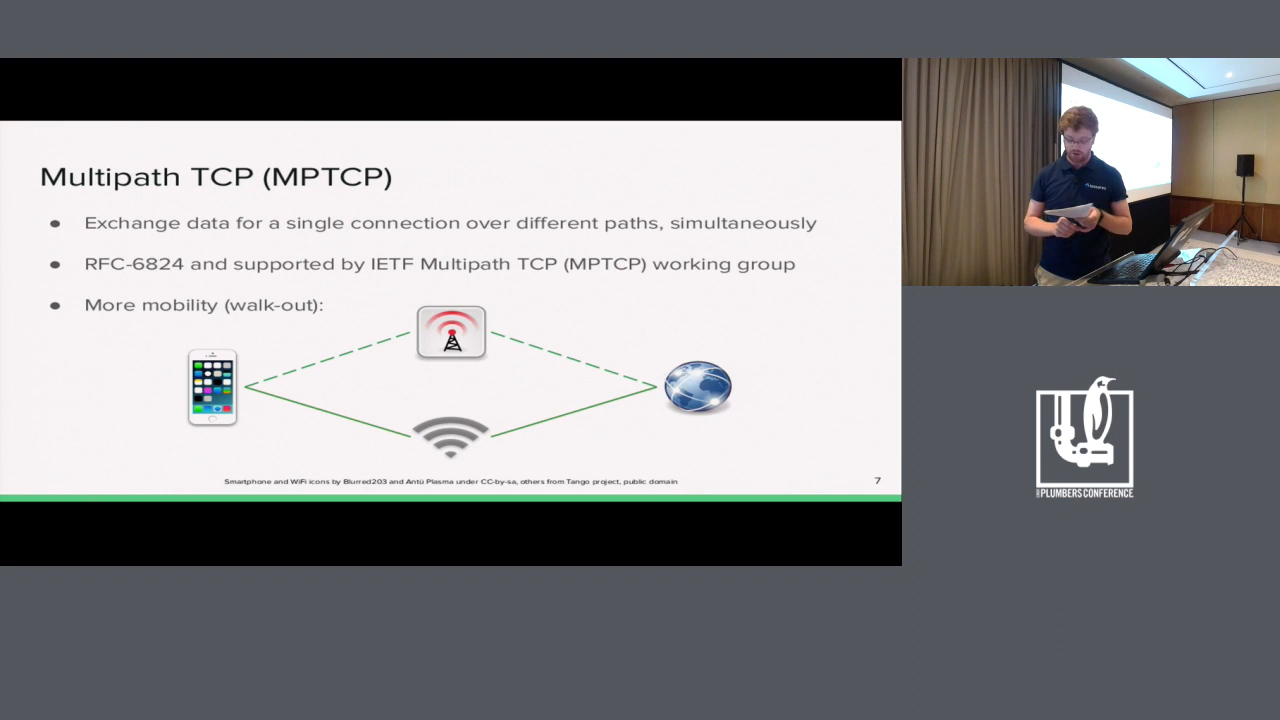 Multipath TCP (MPTCP)
● Exchange data for a single connection over different paths, simultaneously
● RFC-6824 and supported by IETF Multipath TCP (MPTCP) working group
● More mobility (walk-out):
Smartphone and WiFi icons by Blurred203 and Antü Plasma under CC-by-sa, others from Tango project, public domain
7
PLUMBERS CONFERENCE